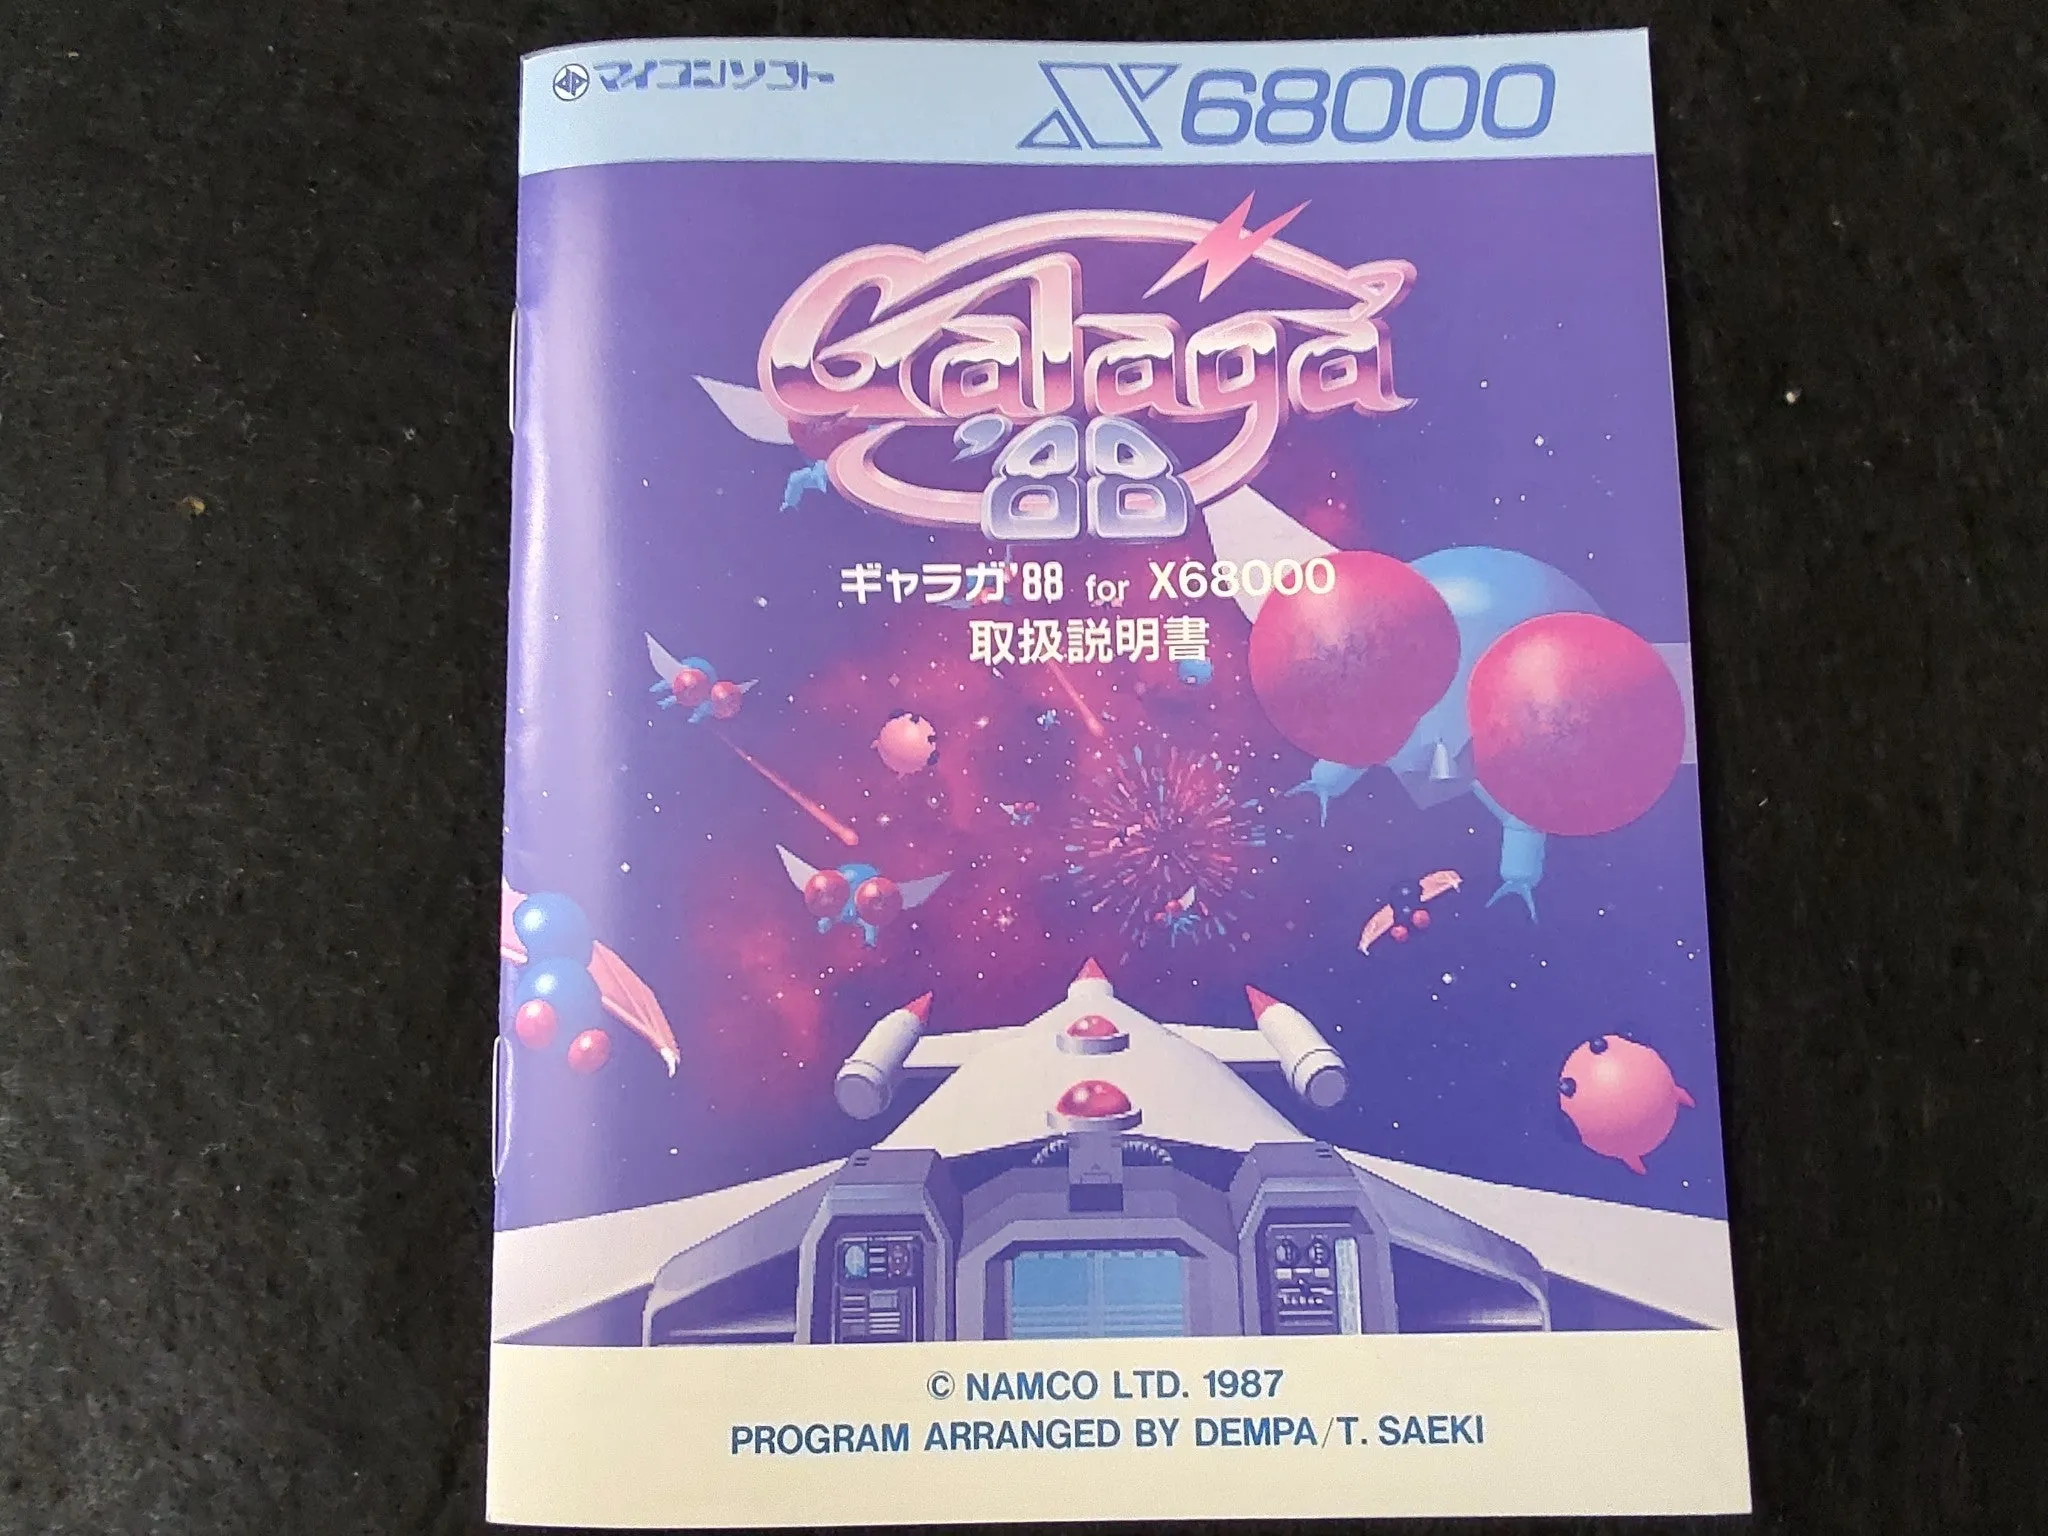 マイコンソフト
X68000
Galaga
'88
ギャラガ'88 for X68000
取扱説明書
© NAMCO LTD. 1987
PROGRAM ARRANGED BY DEMPA/T. SAEKI